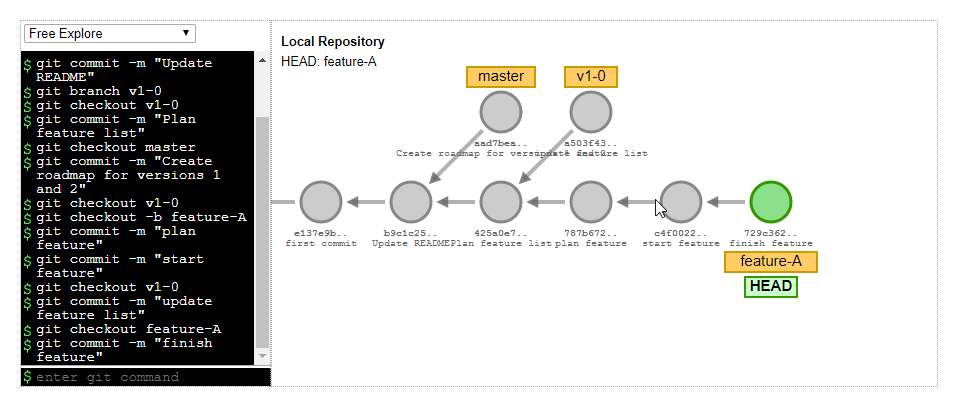 Free Explore
$ git commit -m "Update
README"
$ git branch v1-0
$ git checkout v1-0
$ git commit -m "Plan
feature list"
$ git checkout master
$ git commit -m "Create
roadmap for versions 1
and 2"
$ git checkout v1-0
$ git checkout -b feature-A
$ git commit -m "plan
feature"
$ git commit -m "start
feature"
$ git checkout v1-0
$ git commit -m "update
feature list"
$ git checkout feature-A
$ git commit -m "finish
feature"
$ enter git command
Local Repository
HEAD: feature-A
master
v1-0
aad7bea..
Create roadmap for versions 1 and 2
a503f43..
update feature list
e137e9b..
first commit
b9c1c25..
Update README
425a0e7..
Plan feature list
787b672..
plan feature
c4f0022..
start feature
729c362..
finish feature
feature-A
HEAD